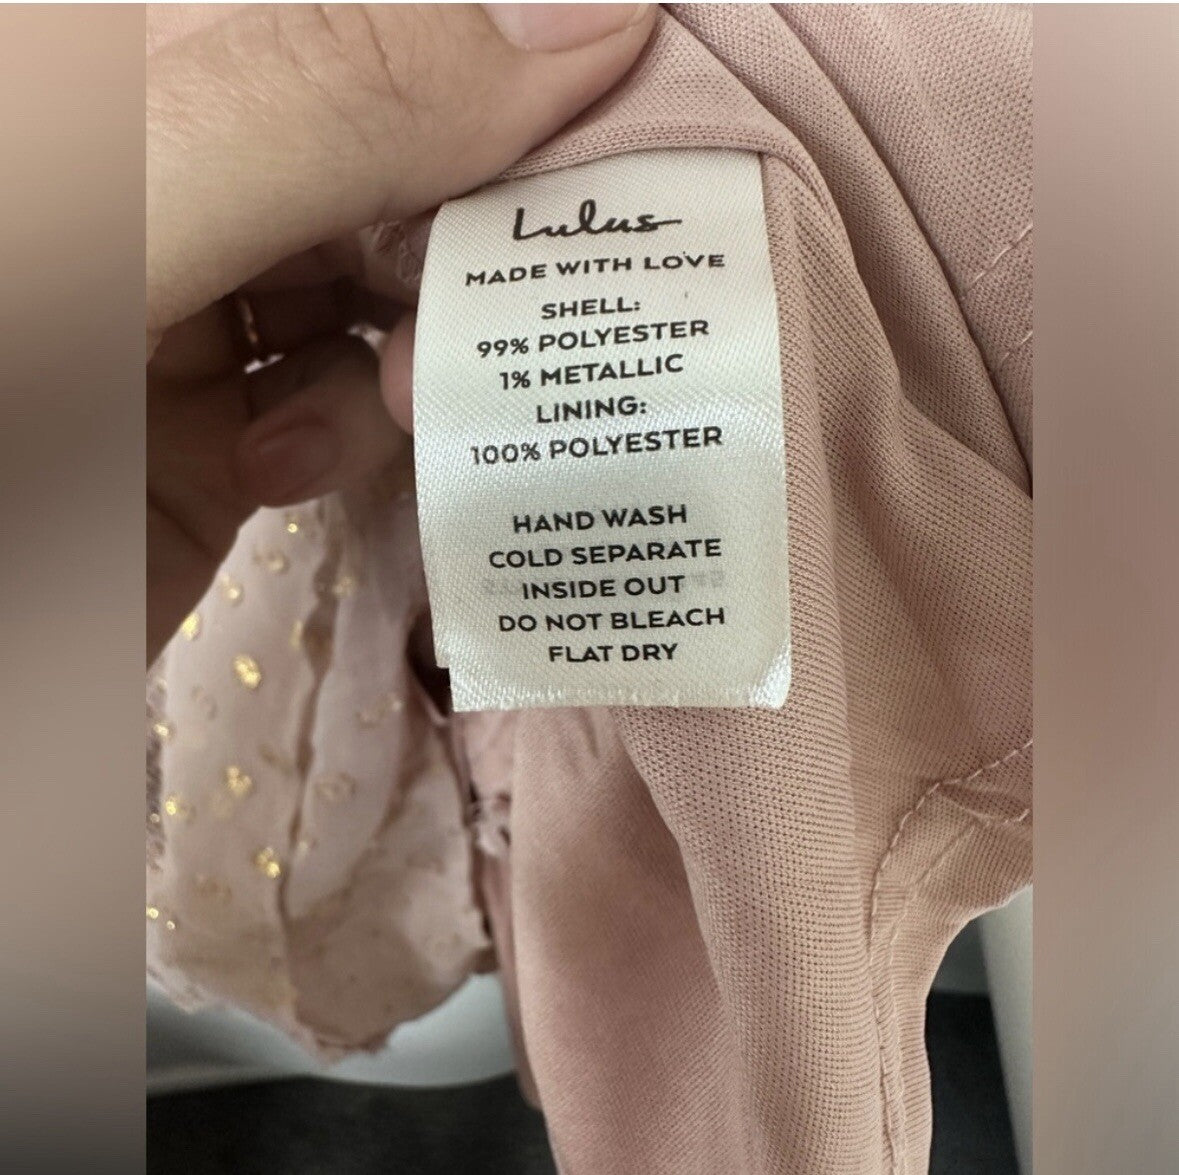 Lulus
MADE WITH LOVE
SHELL:
99% POLYESTER
1% METALLIC
LINING:
100% POLYESTER
HAND WASH
COLD SEPARATE
INSIDE OUT
DO NOT BLEACH
FLAT DRY